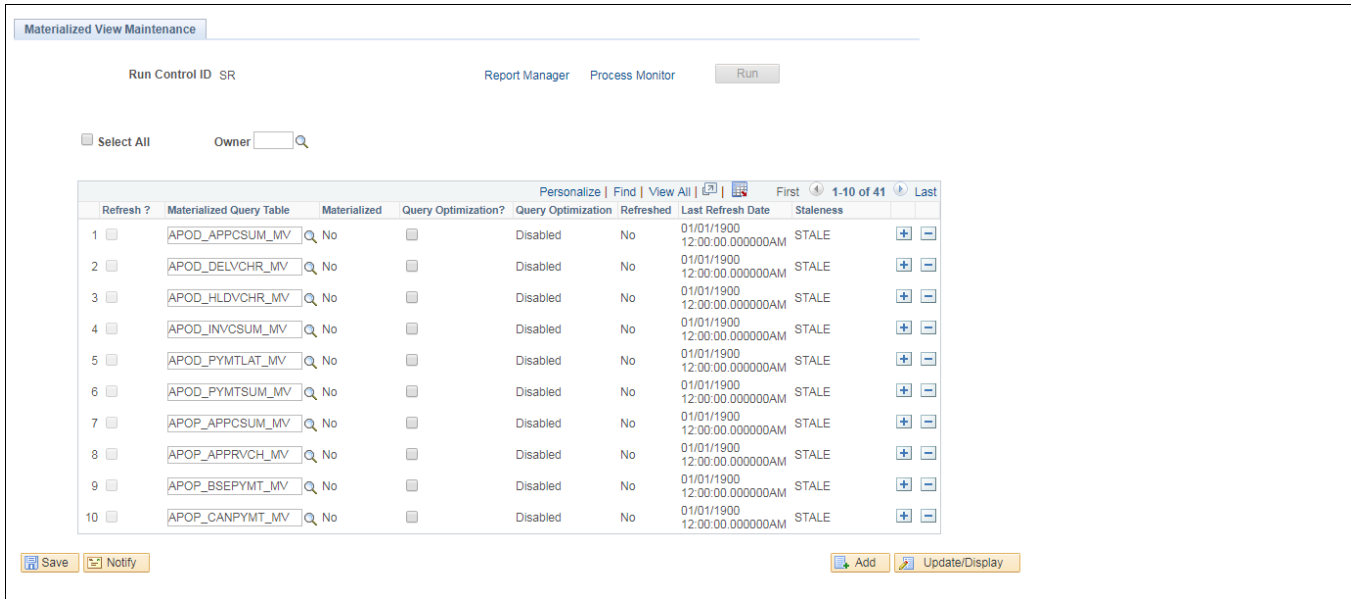 Materialized View Maintenance
Run Control ID SR Report Manager Process Monitor Run
Select All Owner
Personalize | Find | View All | | First 1-10 of 41 Last
Refresh ? Materialized Query Table Materialized Query Optimization? Query Optimization Refreshed Last Refresh Date Staleness
1 APOD_APPCSUM_MV No Disabled No 01/01/1900 12:00:00.000000AM STALE
2 APOD_DELVCHR_MV No Disabled No 01/01/1900 12:00:00.000000AM STALE
3 APOD_HLDVCHR_MV No Disabled No 01/01/1900 12:00:00.000000AM STALE
4 APOD_INVCSUM_MV No Disabled No 01/01/1900 12:00:00.000000AM STALE
5 APOD_PYMTLAT_MV No Disabled No 01/01/1900 12:00:00.000000AM STALE
6 APOD_PYMTSUM_MV No Disabled No 01/01/1900 12:00:00.000000AM STALE
7 APOP_APPCSUM_MV No Disabled No 01/01/1900 12:00:00.000000AM STALE
8 APOP_APPRVCH_MV No Disabled No 01/01/1900 12:00:00.000000AM STALE
9 APOP_BSEPYMT_MV No Disabled No 01/01/1900 12:00:00.000000AM STALE
10 APOP_CANPYMT_MV No Disabled No 01/01/1900 12:00:00.000000AM STALE
Save Notify Add Update/Display